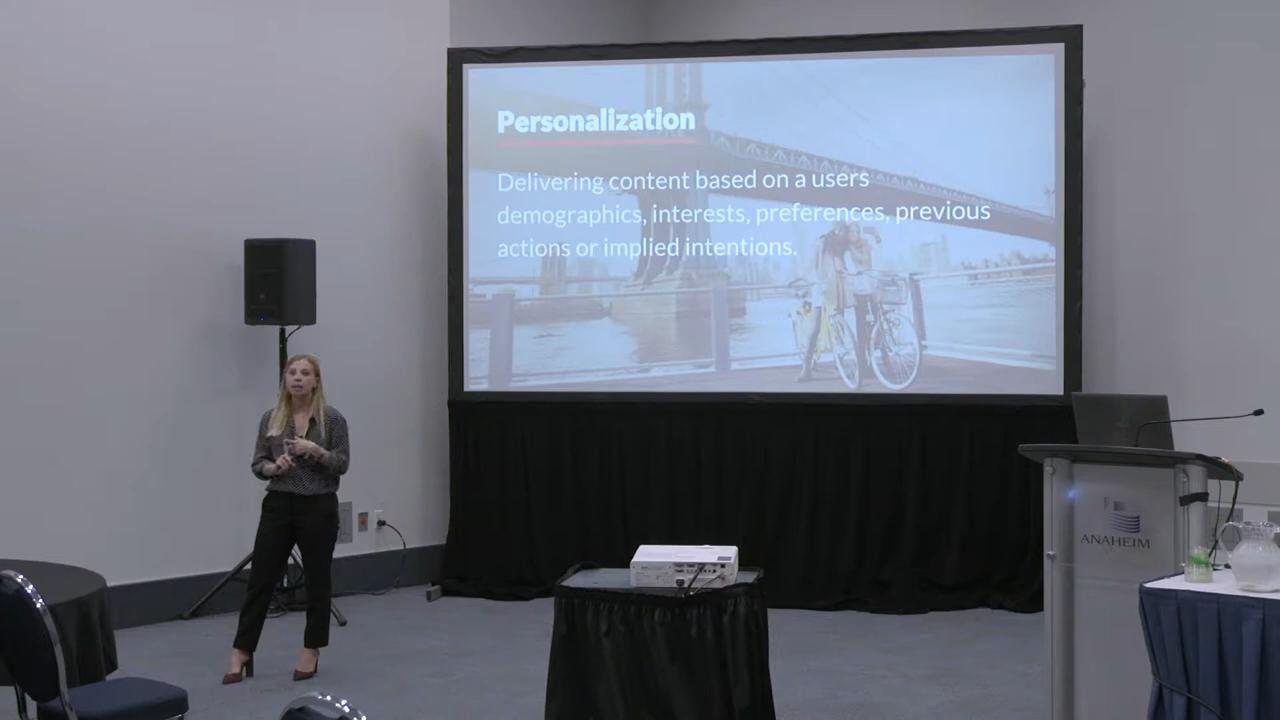 Personalization
Delivering content based on a users
demographics, interests, preferences, previous
actions or implied intentions.
ANAHEIM